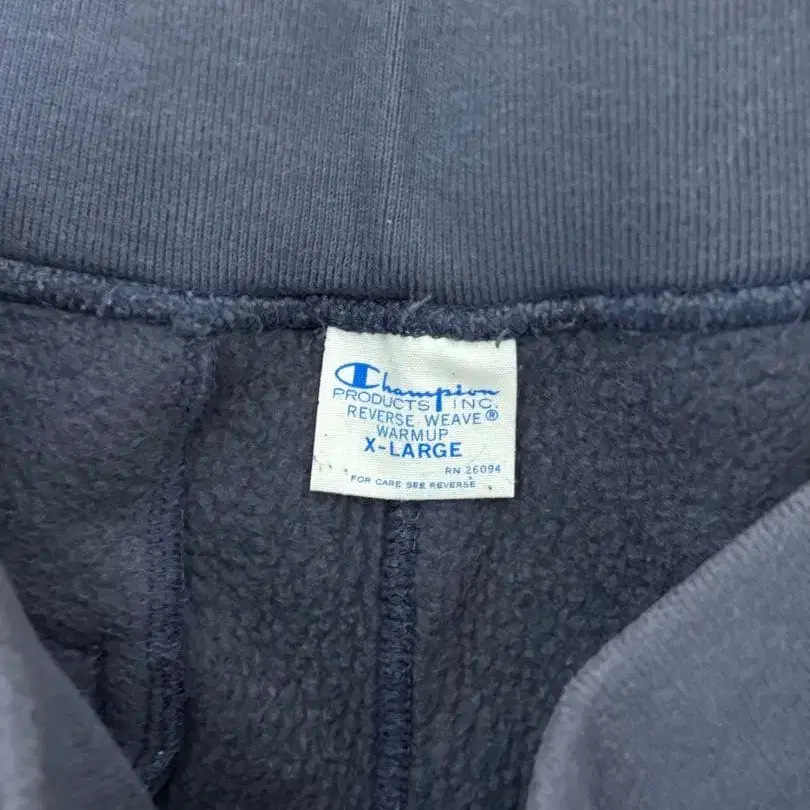 Champion
PRODUCTS INC.
REVERSE WEAVE®
WARMUP
X-LARGE
RN 26094
FOR CARE SEE REVERSE